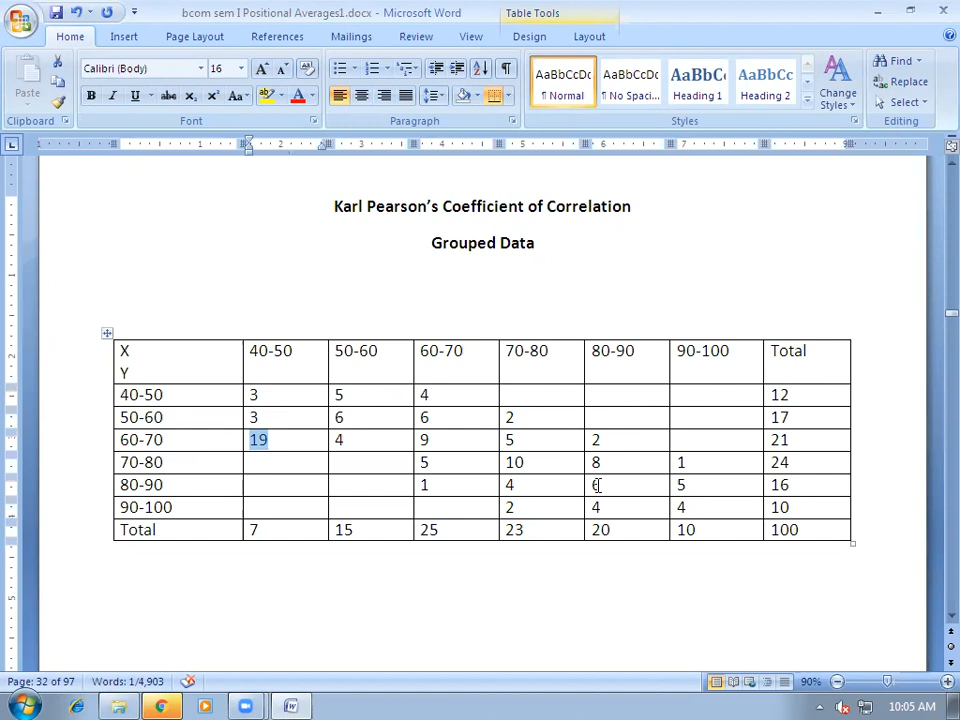 bcom sem I Positional Averages1.docx - Microsoft Word
Table Tools
Home Insert Page Layout References Mailings Review View Design Layout
Calibri (Body) 16
Paste
B I U abc X₂ X² Aa
AaBbCcDc AaBbCcDc AaBbCc AaBbCc
¶ Normal ¶ No Spaci... Heading 1 Heading 2
Change
Styles
Find
Replace
Select
Clipboard Font Paragraph Styles Editing
Karl Pearson's Coefficient of Correlation
Grouped Data
X 40-50 50-60 60-70 70-80 80-90 90-100 Total
Y
40-50 3 5 4 12
50-60 3 6 6 2 17
60-70 19 4 9 5 2 21
70-80 5 10 8 1 24
80-90 1 4 5 16
90-100 2 4 4 10
Total 7 15 25 23 20 10 100
Page: 32 of 97 Words: 1/4,903 90%
10:05 AM